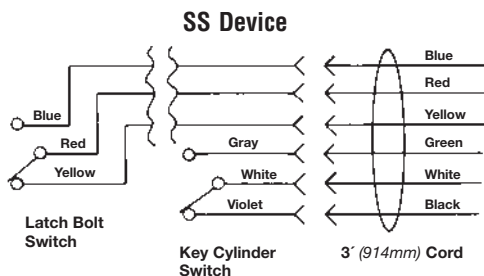 SS Device
Blue
Red
Blue
Yellow
Red
Gray
Green
Yellow
White
White
Violet
Black
Latch Bolt
Switch
Key Cylinder
Switch
3´ (914mm) Cord